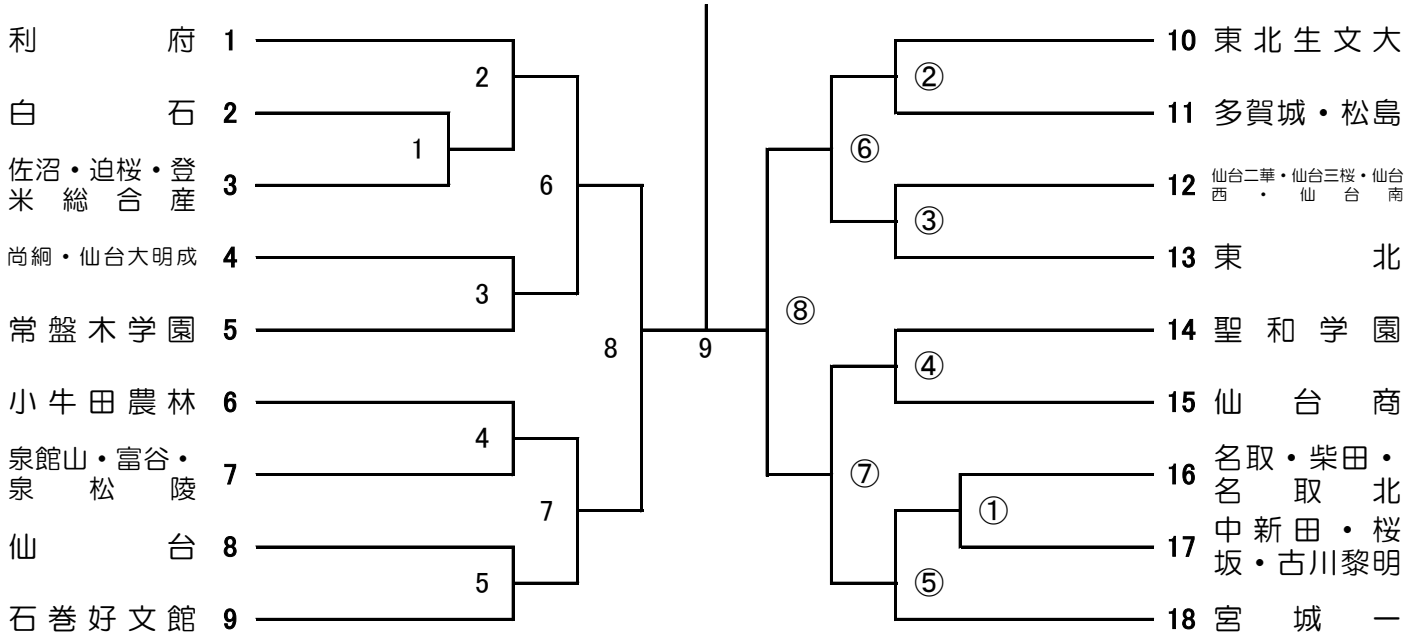 利府 1
白石 2
佐沼・迫桜・登
米総合産 3
尚絅・仙台大明成 4
常盤木学園 5
小牛田農林 6
泉館山・富谷・
泉松陵 7
仙台 8
石巻好文館 9
1
2
3
4
5
6
7
8
9
①
②
③
④
⑤
⑥
⑦
⑧
10 東北生文大
11 多賀城・松島
12 仙台二華・仙台三桜・仙台
西・仙台南
13 東北
14 聖和学園
15 仙台商
16 名取・柴田・
名取北
17 中新田・桜
坂・古川黎明
18 宮城一